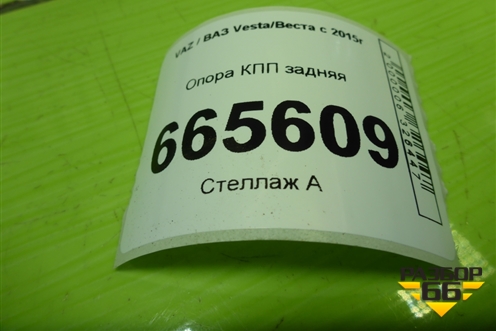 VAZ / ВАЗ Vesta/Веста с 2015г
Опора КПП задняя
665609
Стеллаж А
РАЗБОР
66